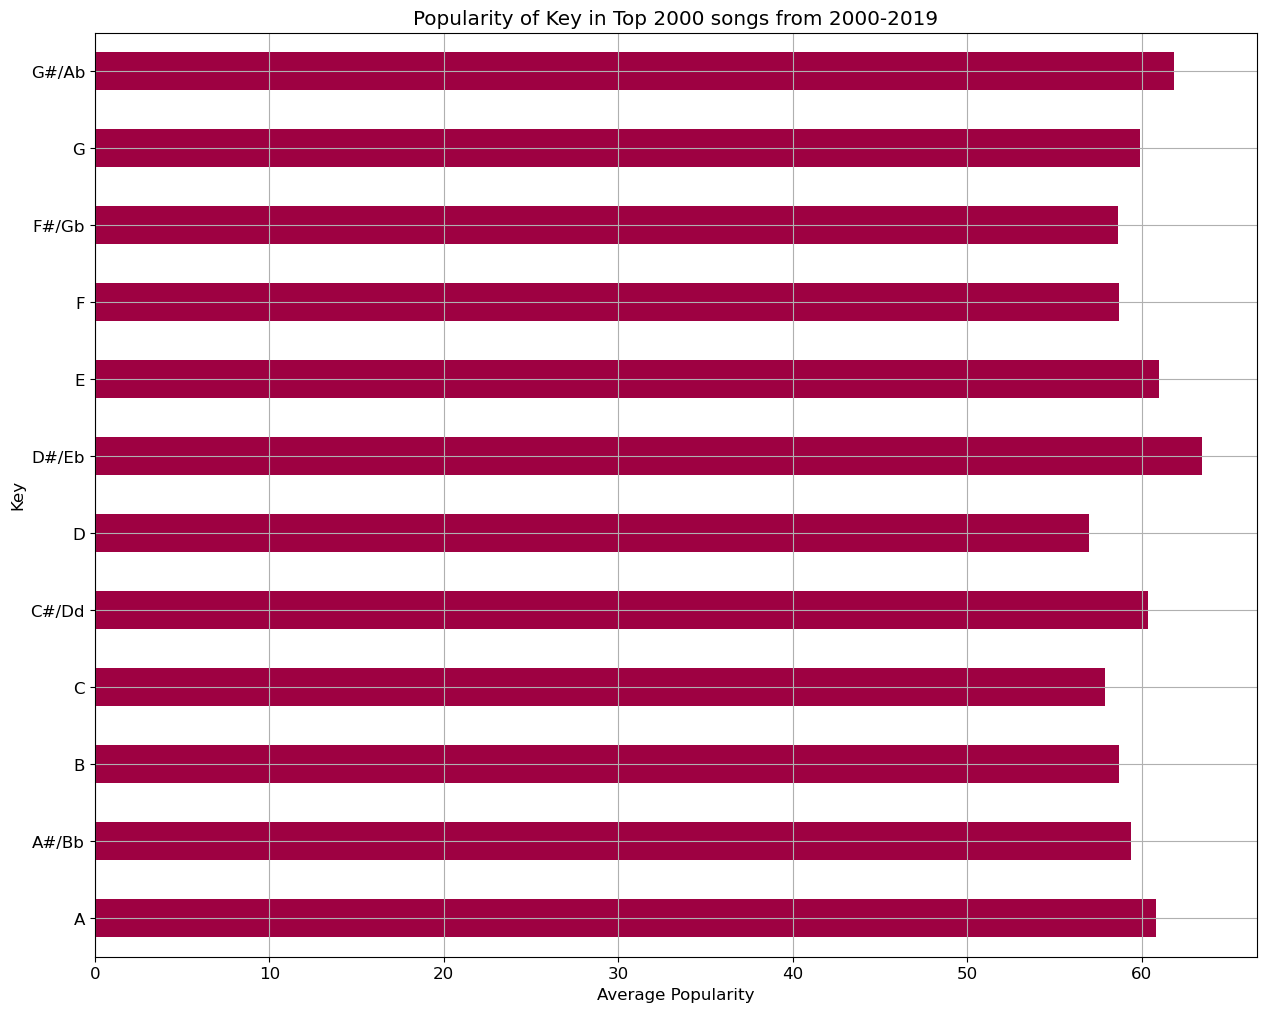 Popularity of Key in Top 2000 songs from 2000-2019
G#/Ab
G
F#/Gb
F
E
D#/Eb
D
C#/Dd
C
B
A#/Bb
A
Key
0 10 20 30 40 50 60
Average Popularity